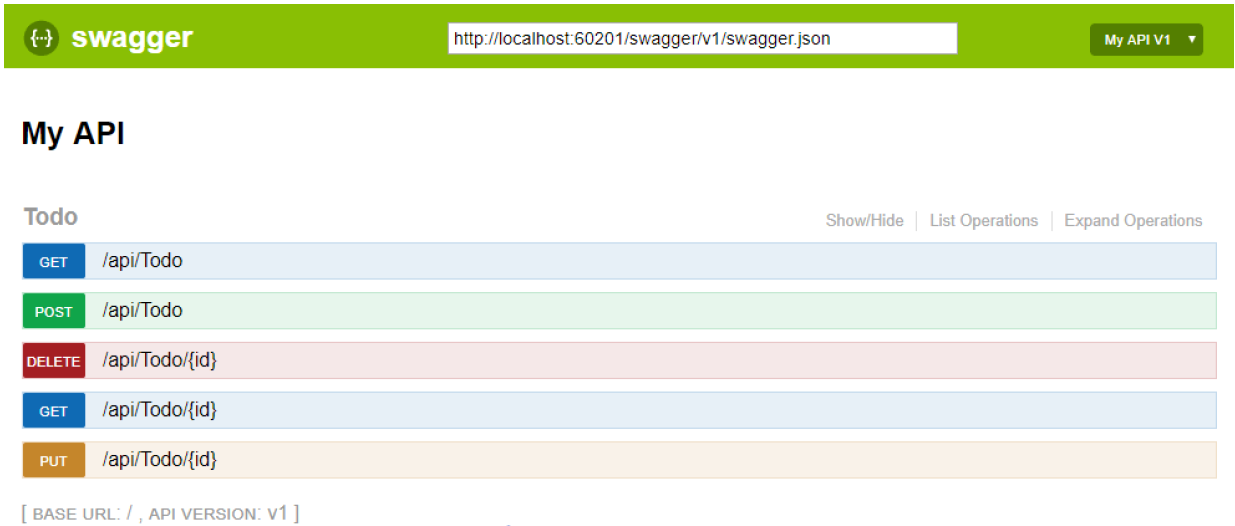 {··} swagger http://localhost:60201/swagger/v1/swagger.json My API V1
My API
Todo Show/Hide List Operations Expand Operations
GET /api/Todo
POST /api/Todo
DELETE /api/Todo/{id}
GET /api/Todo/{id}
PUT /api/Todo/{id}
[ BASE URL: / , API VERSION: V1 ]